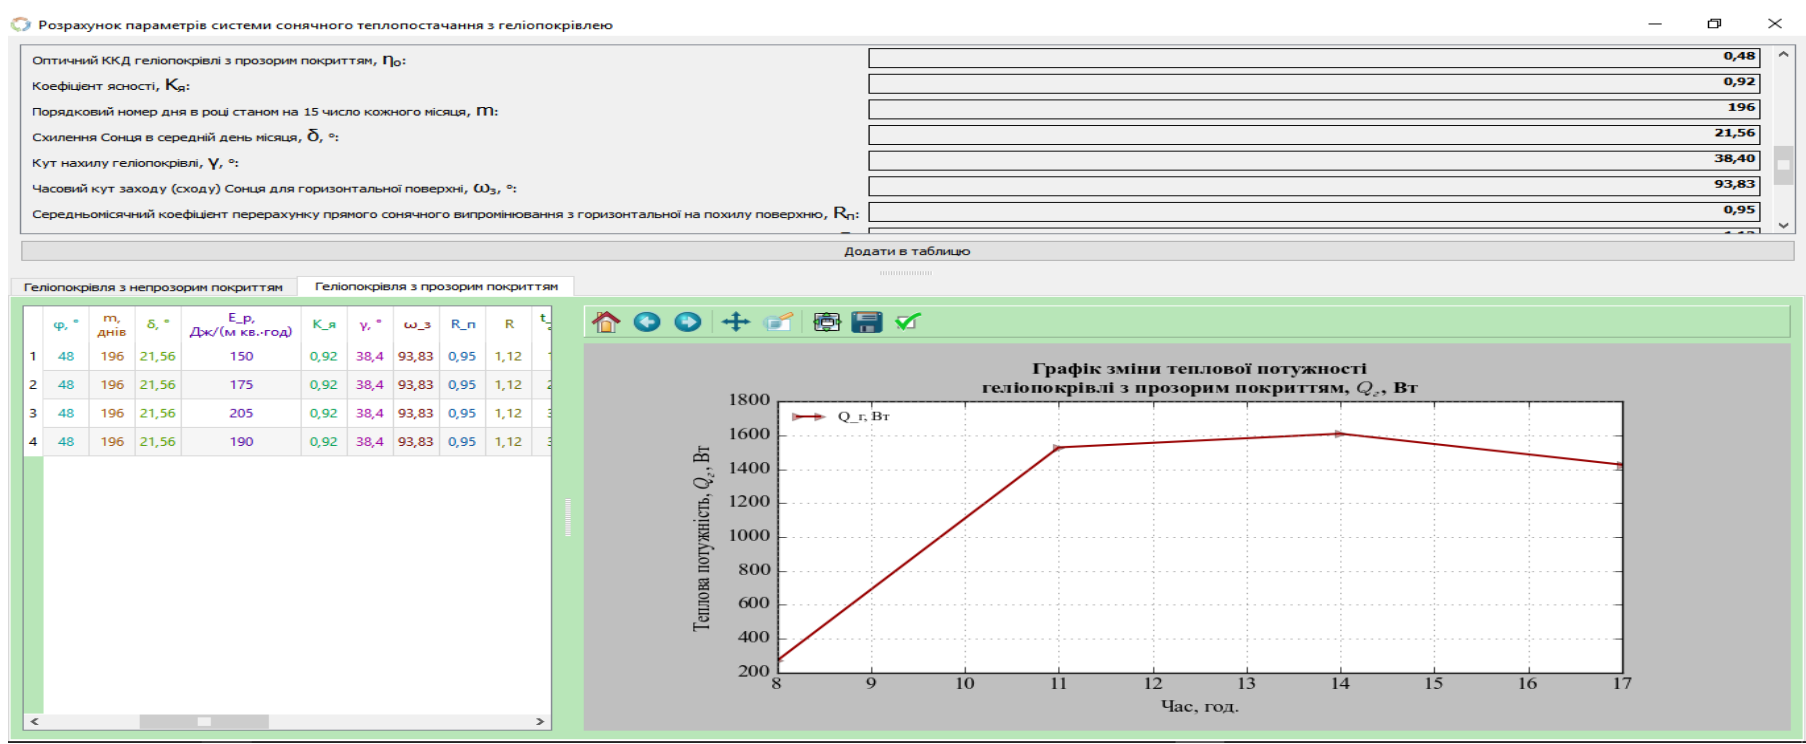 Розрахунок параметрів системи сонячного теплопостачання з геліопокрівлею
Оптичний ККД геліопокрівлі з прозорим покриттям, ηₒ: 0,48
Коефіцієнт ясності, Kя: 0,92
Порядковий номер дня в році станом на 15 число кожного місяця, m: 196
Схилення Сонця в середній день місяця, δ, °: 21,56
Кут нахилу геліопокрівлі, γ, °: 38,40
Часовий кут заходу (сходу) Сонця для горизонтальної поверхні, ωз, °: 93,83
Середньомісячний коефіцієнт перерахунку прямого сонячного випромінювання з горизонтальної на похилу поверхню, Rп: 0,95
Додати в таблицю
Геліопокрівля з непрозорим покриттям Геліопокрівля з прозорим покриттям
φ, ° m, днів δ, ° E_p, Дж/(м кв.·год) K_я γ, ° ω_з R_п R
1 48 196 21,56 150 0,92 38,4 93,83 0,95 1,12
2 48 196 21,56 175 0,92 38,4 93,83 0,95 1,12
3 48 196 21,56 205 0,92 38,4 93,83 0,95 1,12
4 48 196 21,56 190 0,92 38,4 93,83 0,95 1,12
Графік зміни теплової потужності
геліопокрівлі з прозорим покриттям, Qг, Вт
Q_г, Вт
Теплова потужність, Qг, Вт
1800
1600
1400
1200
1000
800
600
400
200
8 9 10 11 12 13 14 15 16 17
Час, год.